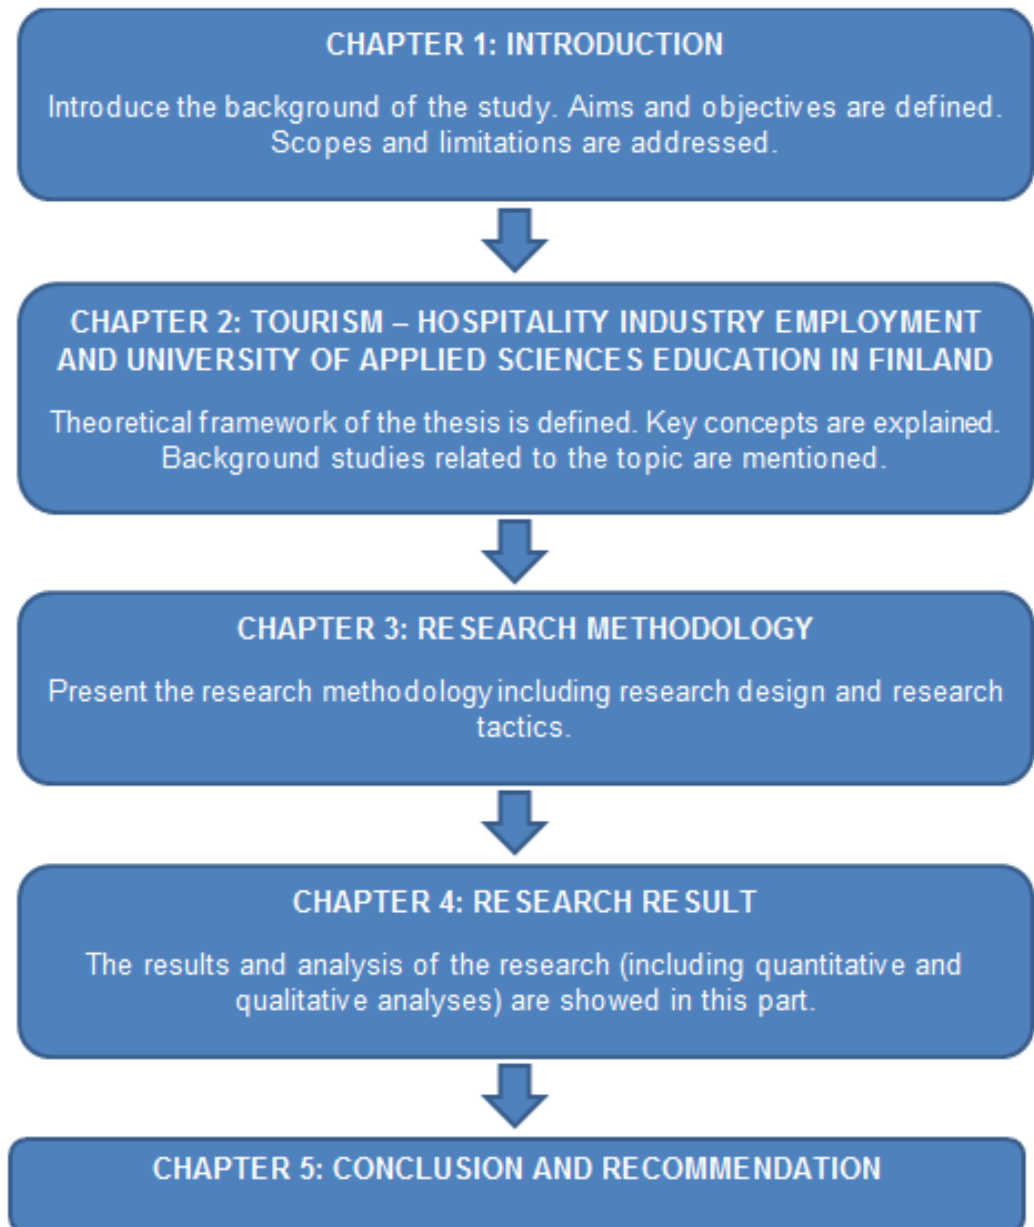 CHAPTER 1: INTRODUCTION
Introduce the background of the study. Aims and objectives are defined.
Scopes and limitations are addressed.
CHAPTER 2: TOURISM – HOSPITALITY INDUSTRY EMPLOYMENT
AND UNIVERSITY OF APPLIED SCIENCES EDUCATION IN FINLAND
Theoretical framework of the thesis is defined. Key concepts are explained.
Background studies related to the topic are mentioned.
CHAPTER 3: RESEARCH METHODOLOGY
Present the research methodology including research design and research
tactics.
CHAPTER 4: RESEARCH RESULT
The results and analysis of the research (including quantitative and
qualitative analyses) are showed in this part.
CHAPTER 5: CONCLUSION AND RECOMMENDATION